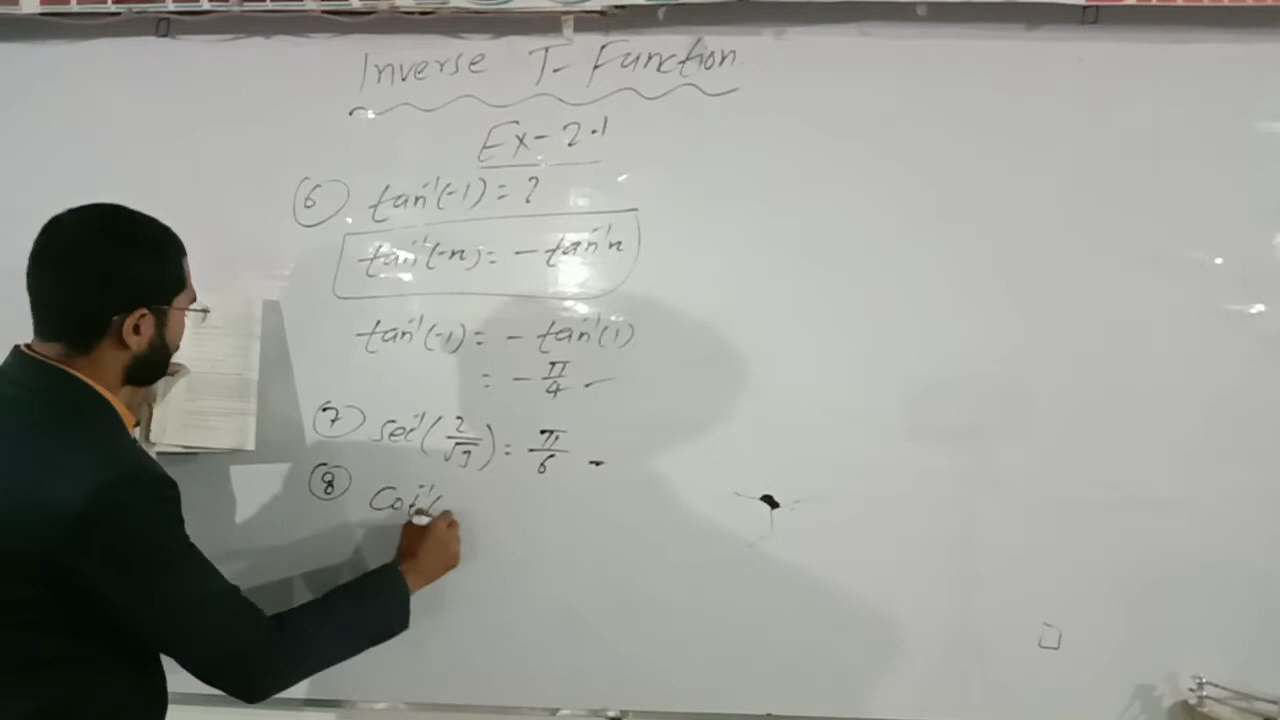 Inverse T- Function
Ex- 2.1
6 tan⁻¹(-1) = ?
tan⁻¹(-x) = - tan⁻¹x
tan⁻¹(-1) = - tan⁻¹(1)
= - π/4
7 sec⁻¹(2/√3) = π/6
8 Cot⁻¹(